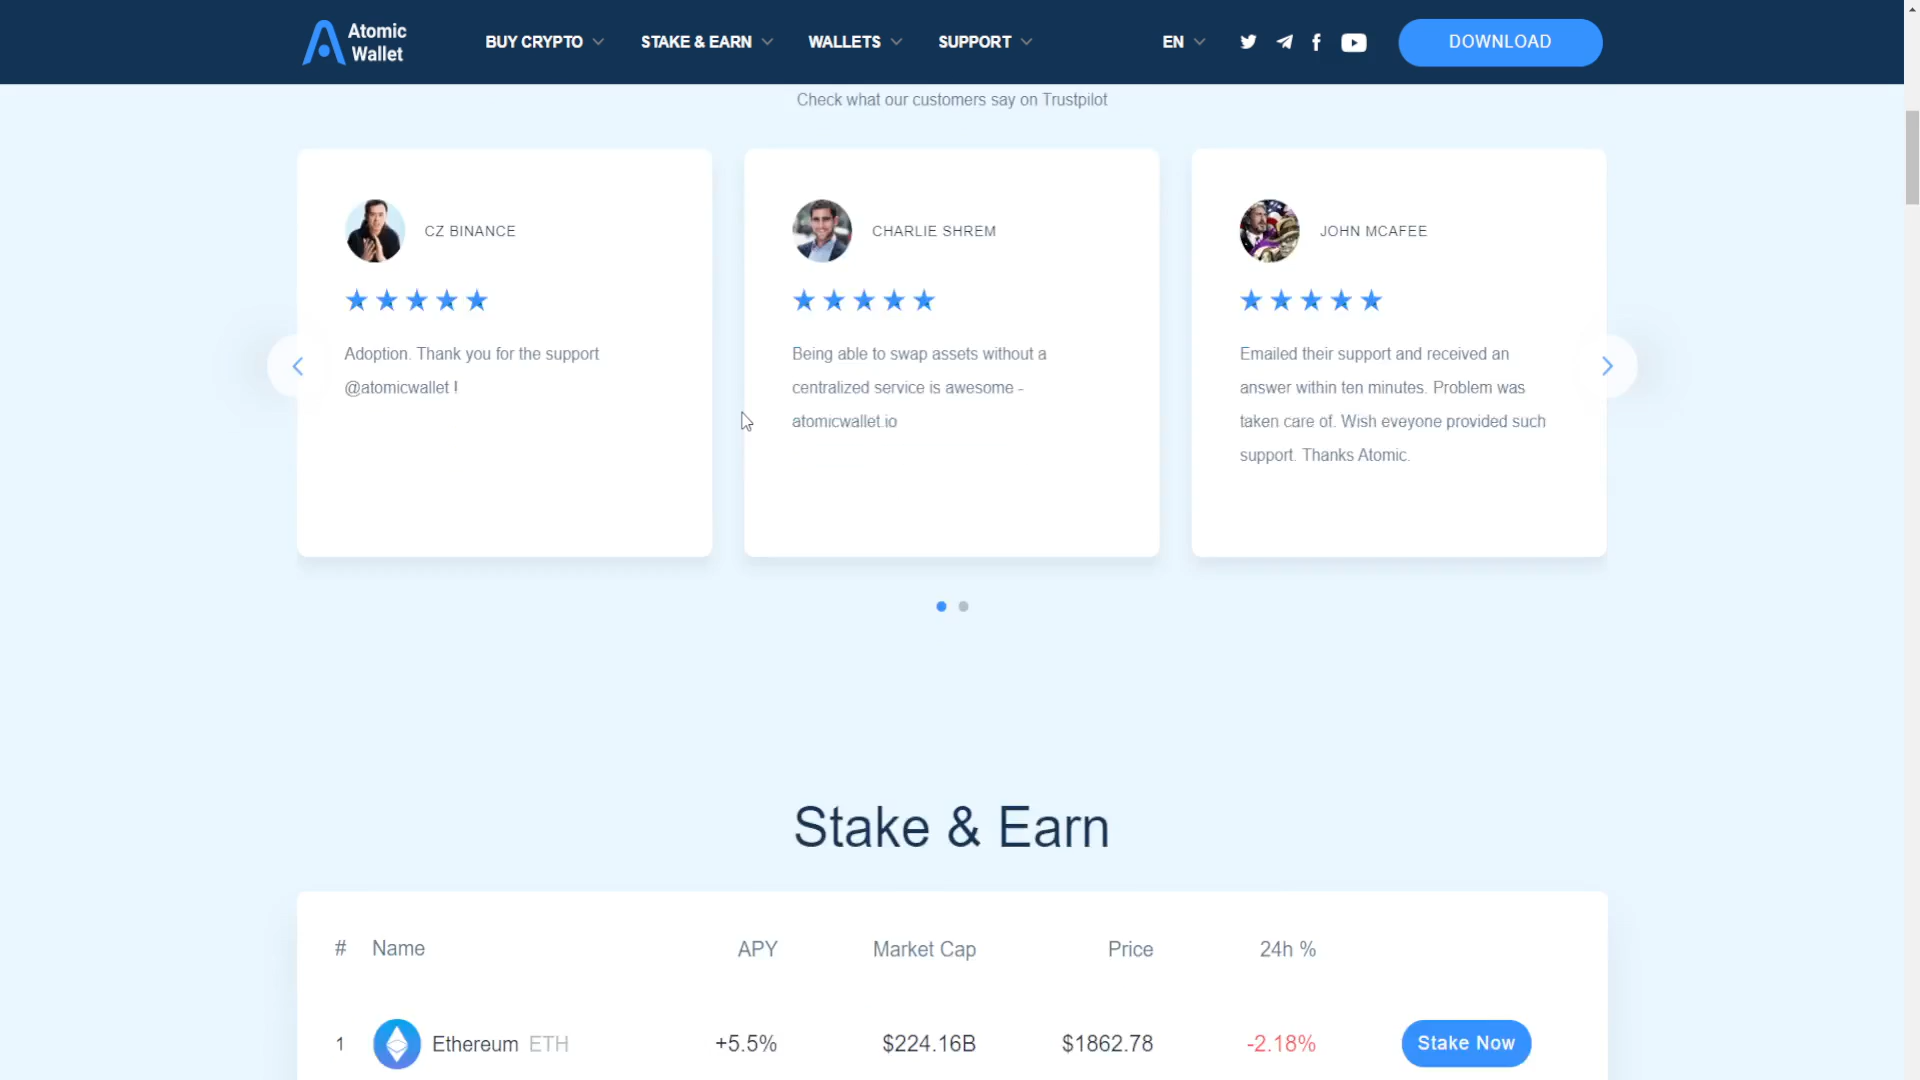 Atomic
Wallet
BUY CRYPTO
STAKE & EARN
WALLETS
SUPPORT
EN
DOWNLOAD
Check what our customers say on Trustpilot
CZ BINANCE
Adoption. Thank you for the support
@atomicwallet !
CHARLIE SHREM
Being able to swap assets without a
centralized service is awesome -
atomicwallet.io
JOHN MCAFEE
Emailed their support and received an
answer within ten minutes. Problem was
taken care of. Wish eveyone provided such
support. Thanks Atomic.
Stake & Earn
# Name APY Market Cap Price 24h %
1 Ethereum ETH +5.5% $224.16B $1862.78 -2.18% Stake Now